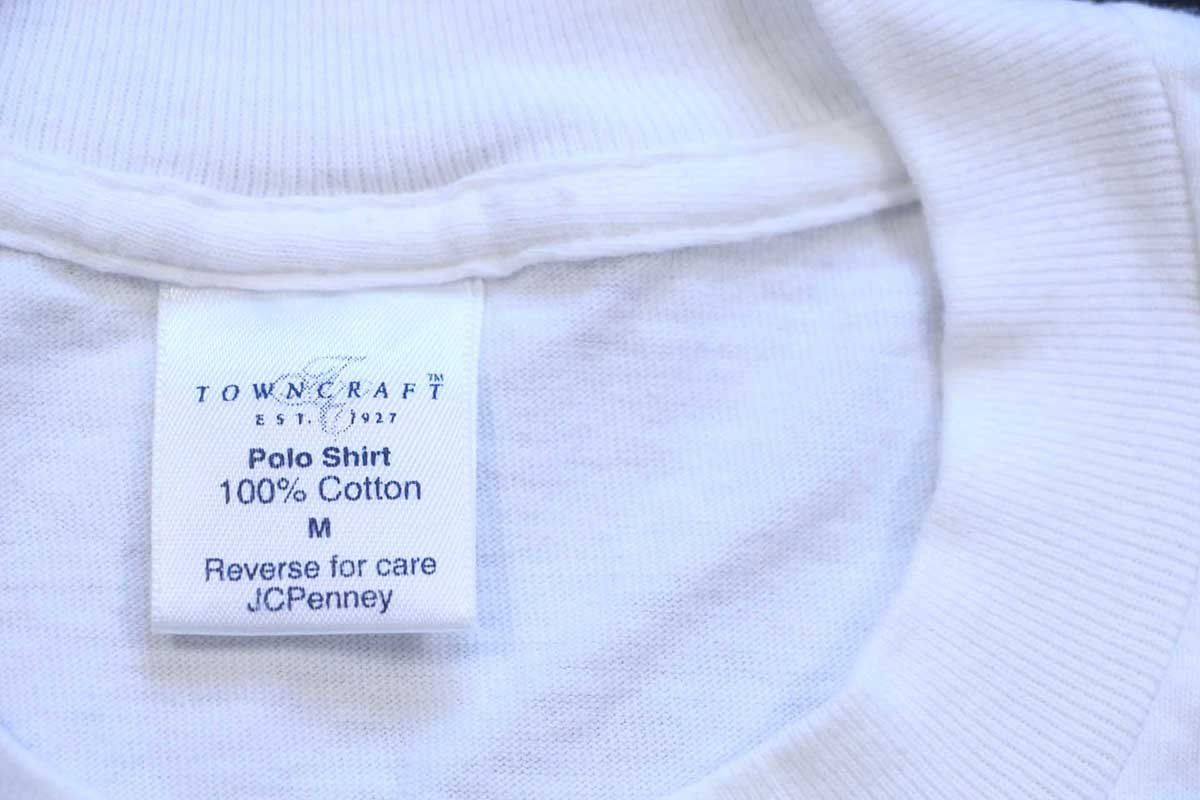 TOWNCRAFT™
EST. 1927
Polo Shirt
100% Cotton
M
Reverse for care
JCPenney